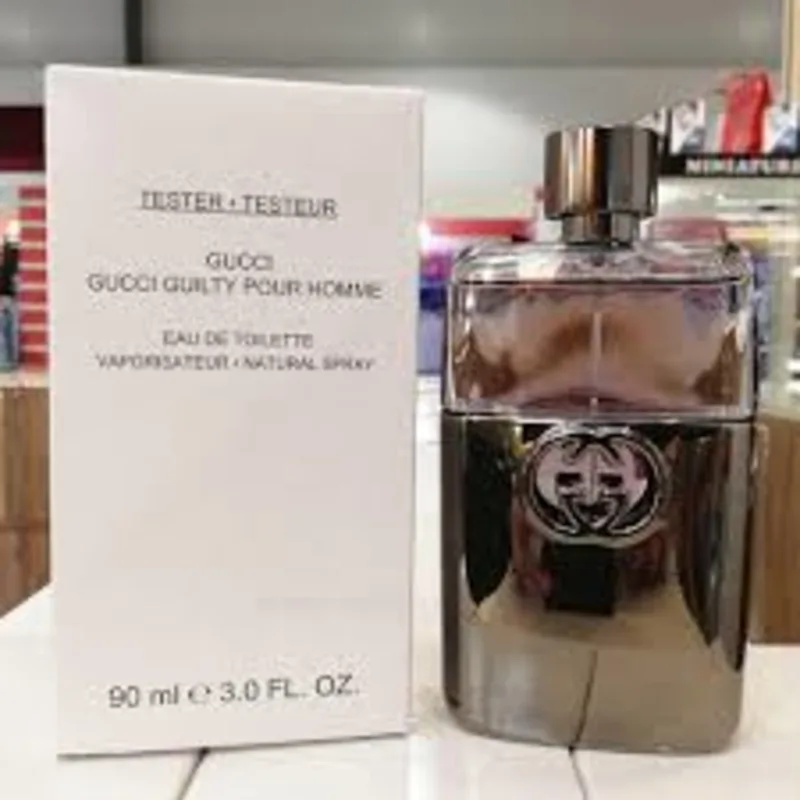 TESTER • TESTEUR
GUCCI
GUCCI GUILTY POUR HOMME
EAU DE TOILETTE
VAPORISATEUR • NATURAL SPRAY
90 ml ℮ 3.0 FL. OZ.
MINIATURE